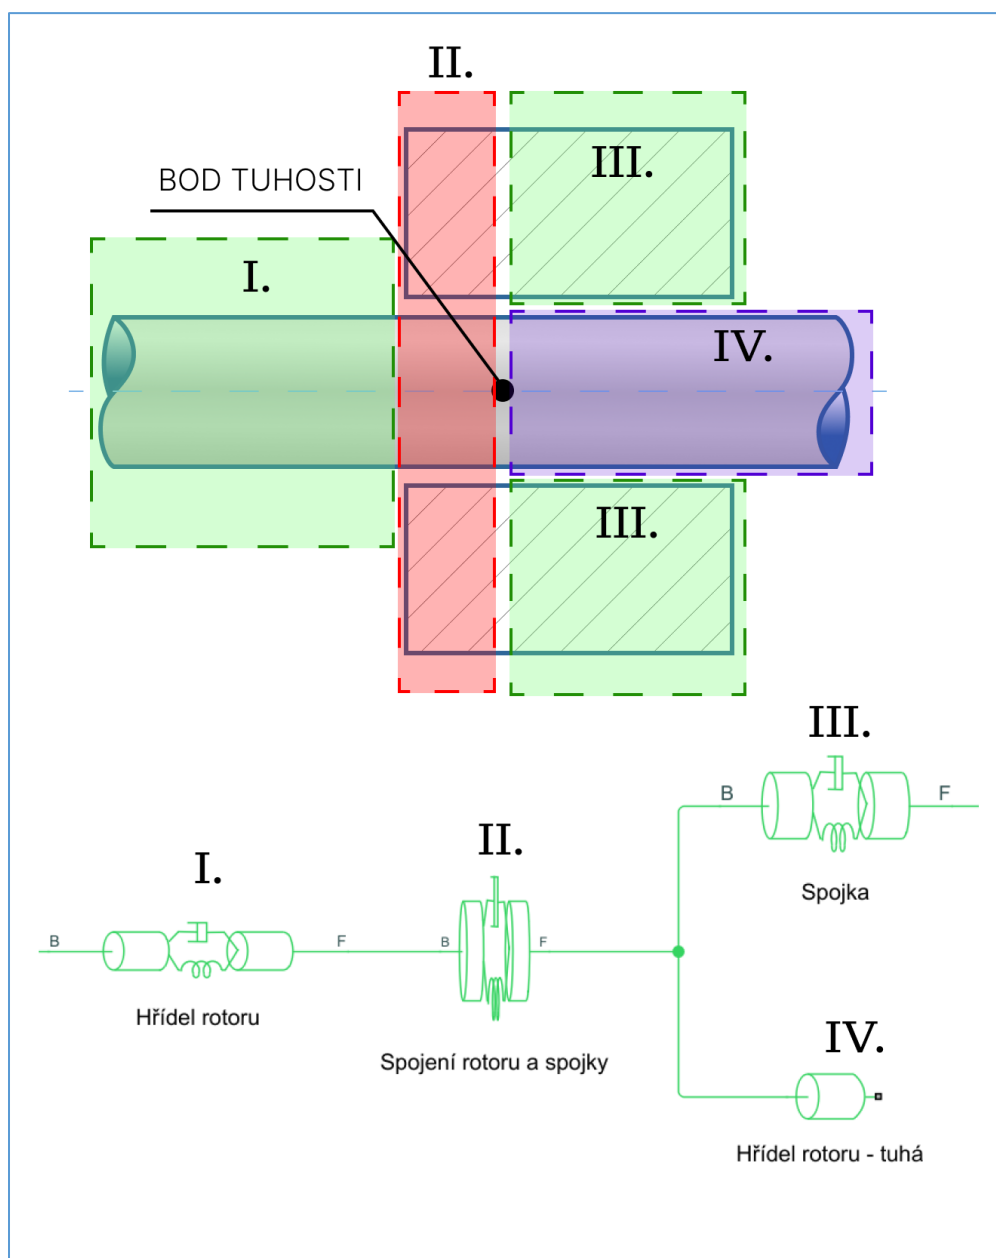 II.
III.
BOD TUHOSTI
I.
IV.
III.
III.
B F
Spojka
II.
I.
B F B F
Hřídel rotoru
Spojení rotoru a spojky
IV.
Hřídel rotoru - tuhá